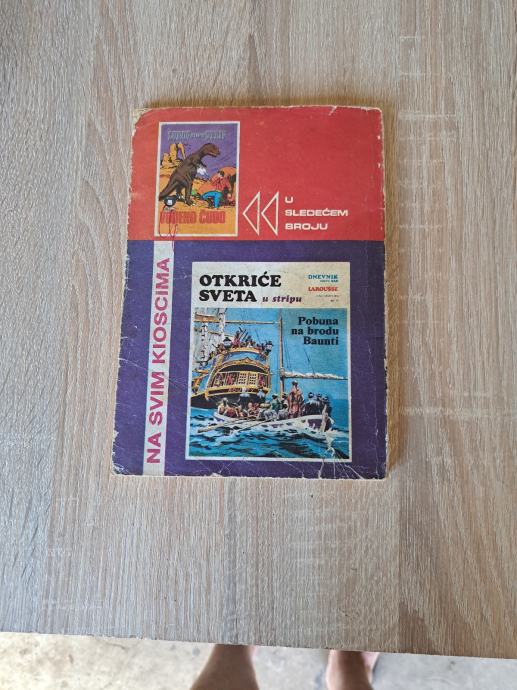 U
SLEDEĆEM
BROJU
NA SVIM KIOSCIMA
OTKRIĆE
SVETA u stripu
DNEVNIK
LAROUSSE
Pobuna
na brodu
Baunti